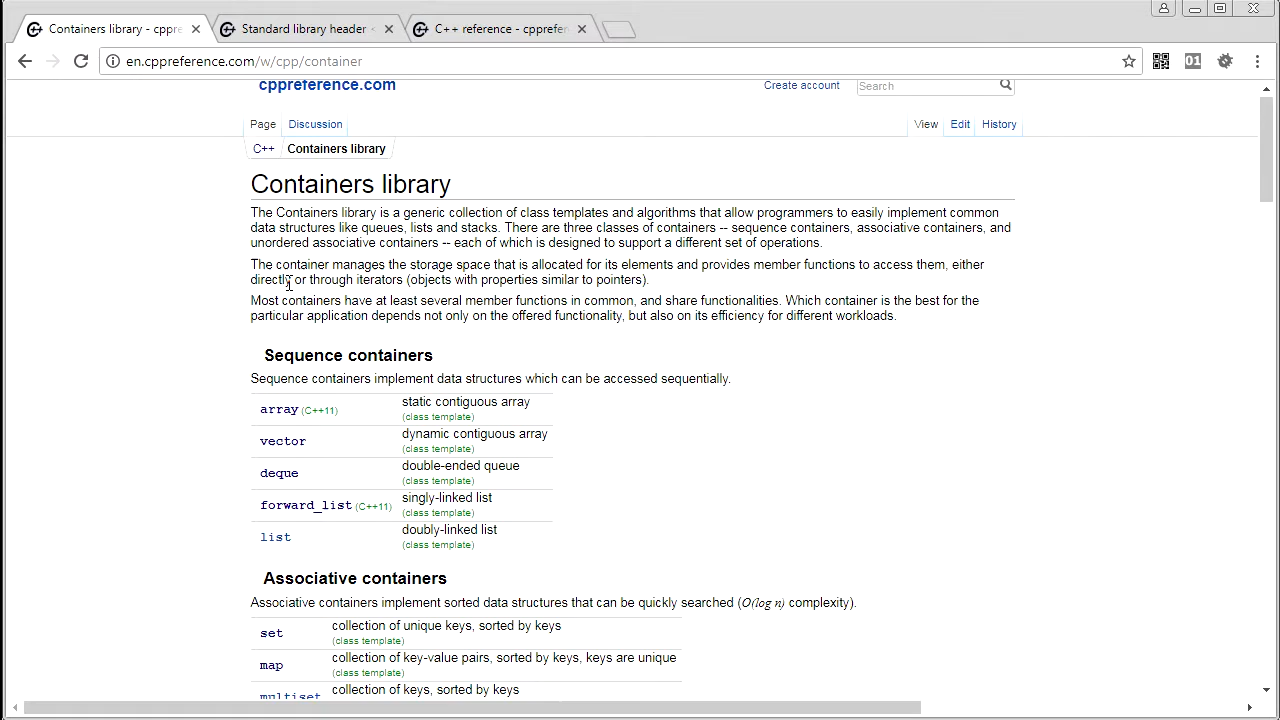 Containers library - cppre
Standard library header <
C++ reference - cpprefer
en.cppreference.com/w/cpp/container
01
cppreference.com
Create account
Search
Page
Discussion
View
Edit
History
C++
Containers library
Containers library
The Containers library is a generic collection of class templates and algorithms that allow programmers to easily implement common
data structures like queues, lists and stacks. There are three classes of containers -- sequence containers, associative containers, and
unordered associative containers -- each of which is designed to support a different set of operations.
The container manages the storage space that is allocated for its elements and provides member functions to access them, either
directly or through iterators (objects with properties similar to pointers).
Most containers have at least several member functions in common, and share functionalities. Which container is the best for the
particular application depends not only on the offered functionality, but also on its efficiency for different workloads.
Sequence containers
Sequence containers implement data structures which can be accessed sequentially.
array (C++11)
static contiguous array
(class template)
vector
dynamic contiguous array
(class template)
deque
double-ended queue
(class template)
forward_list (C++11)
singly-linked list
(class template)
list
doubly-linked list
(class template)
Associative containers
Associative containers implement sorted data structures that can be quickly searched (O(log n) complexity).
set
collection of unique keys, sorted by keys
(class template)
map
collection of key-value pairs, sorted by keys, keys are unique
(class template)
multiset
collection of keys, sorted by keys